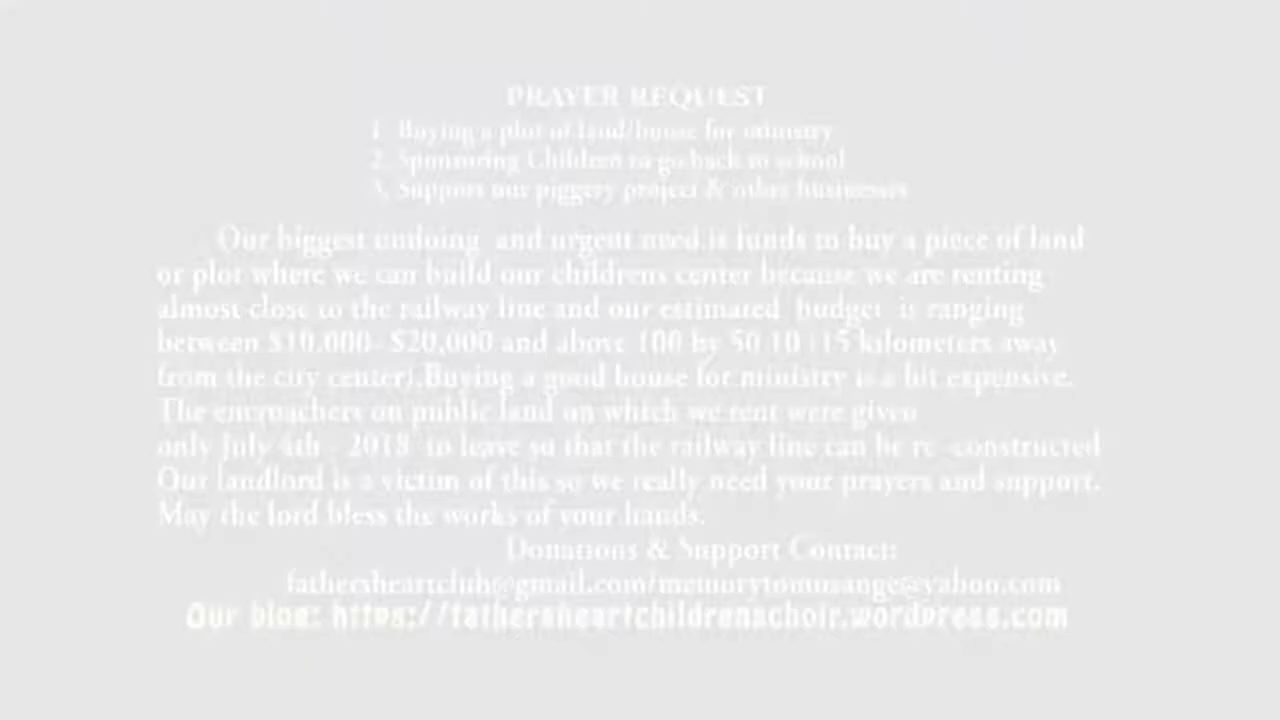 PRAYER REQUEST
1. Buying a plot of land/house for ministry
2. Sponsoring Children to go back to school
3. Support our piggery project & other businesses
Our biggest undoing and urgent need is funds to buy a piece of land
or plot where we can build our childrens center because we are renting
almost close to the railway line and our estimated budget is ranging
between $10,000- $20,000 and above 100 by 50 10 15 kilometers away
from the city center).Buying a good house for ministry is a bit expensive.
The encroachers on public land on which we rent were given
only July 4th - 2018 to leave so that the railway line can be re -constructed
Our landlord is a victim of this so we really need your prayers and support.
May the lord bless the works of your hands.
Donations & Support Contact:
fathersheartclub@gmail.com/memorytomusange@yahoo.com
Our blog: https://fathersheartchildrenschoir.wordpress.com